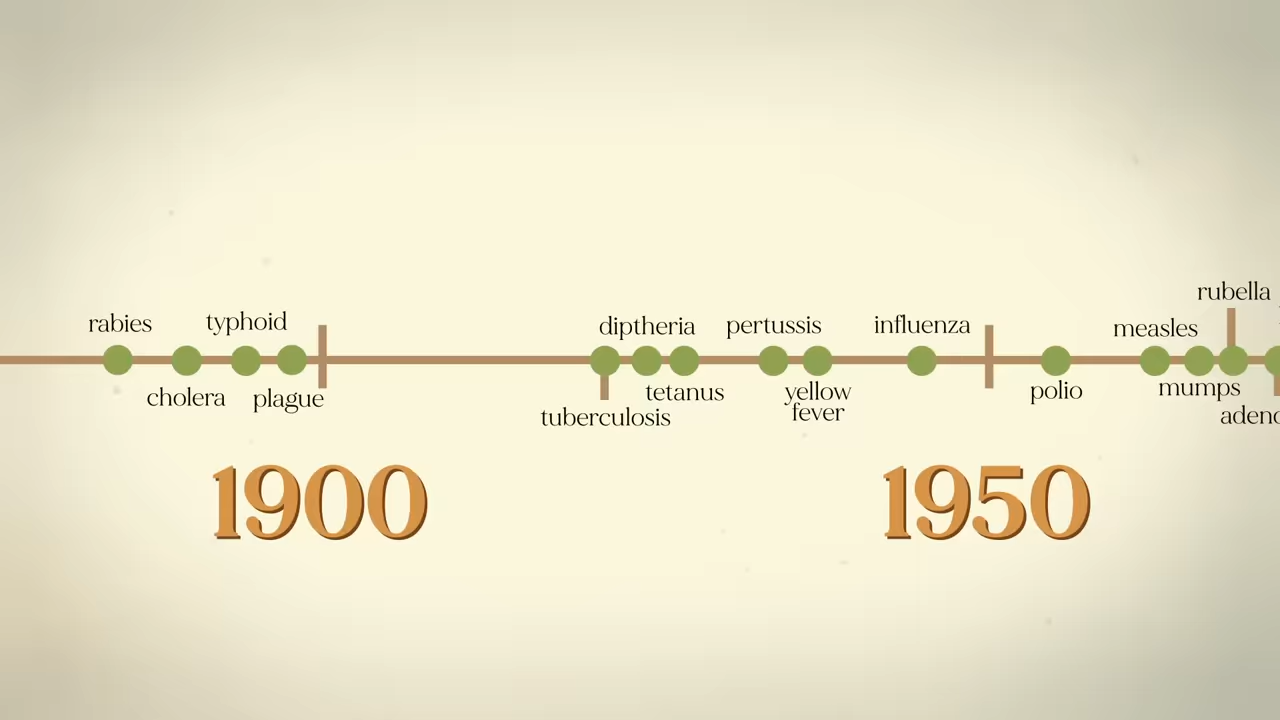 rubella
rabies
typhoid
diptheria
pertussis
influenza
measles
cholera
plague
tetanus
yellow
fever
polio
mumps
tuberculosis
1900
1950